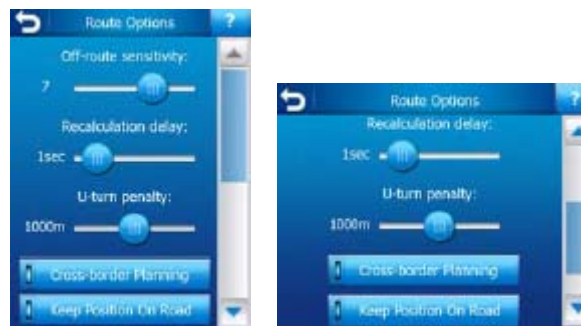 Route Options
?
Off-route sensitivity:
7
Recalculation delay:
1sec
U-turn penalty:
1000m
Cross-border Planning
Keep Position On Road
Route Options
?
Recalculation delay:
1sec
U-turn penalty:
1000m
Cross-border Planning
Keep Position On Road